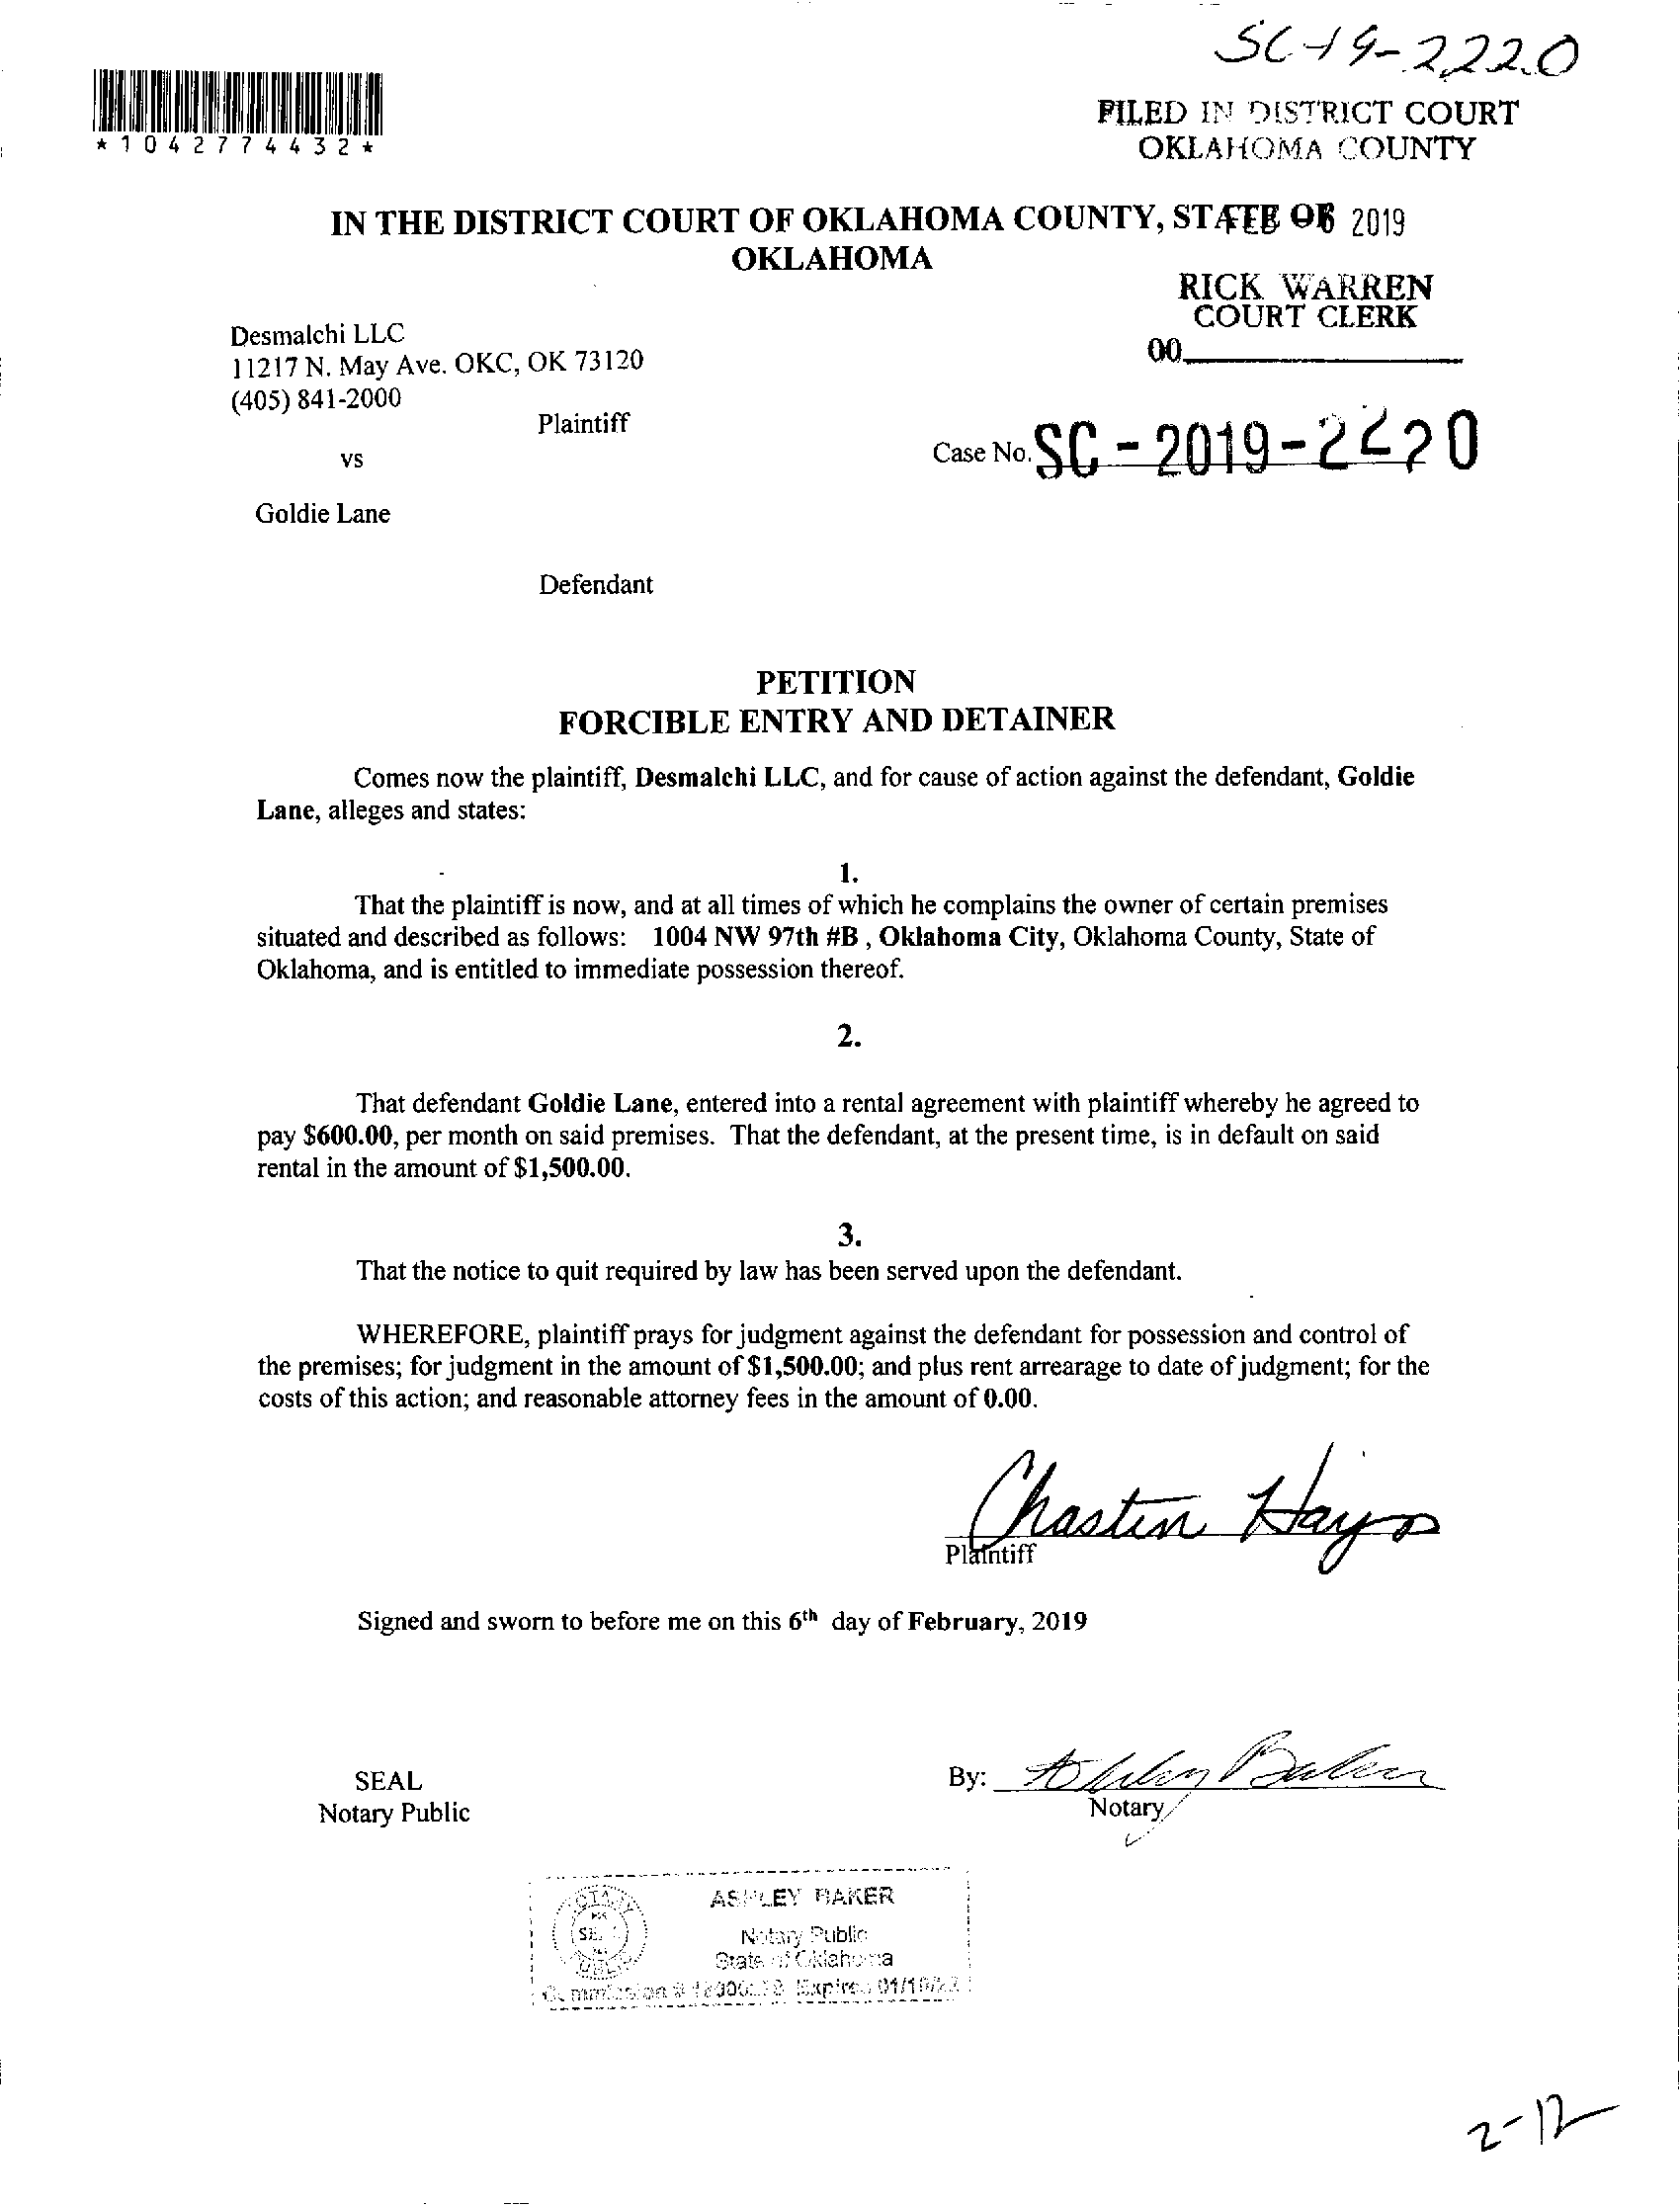 SC-19-2220
*1042774432*
FILED IN DISTRICT COURT
OKLAHOMA COUNTY
IN THE DISTRICT COURT OF OKLAHOMA COUNTY, STATE OF 2019
OKLAHOMA
RICK WARREN
COURT CLERK
00
Desmalchi LLC
11217 N. May Ave. OKC, OK 73120
(405) 841-2000
Plaintiff
vs
Case No. SC - 2019 - 2220
Goldie Lane
Defendant
PETITION
FORCIBLE ENTRY AND DETAINER
Comes now the plaintiff, Desmalchi LLC, and for cause of action against the defendant, Goldie
Lane, alleges and states:
1.
That the plaintiff is now, and at all times of which he complains the owner of certain premises
situated and described as follows: 1004 NW 97th #B , Oklahoma City, Oklahoma County, State of
Oklahoma, and is entitled to immediate possession thereof.
2.
That defendant Goldie Lane, entered into a rental agreement with plaintiff whereby he agreed to
pay $600.00, per month on said premises. That the defendant, at the present time, is in default on said
rental in the amount of $1,500.00.
3.
That the notice to quit required by law has been served upon the defendant.
WHEREFORE, plaintiff prays for judgment against the defendant for possession and control of
the premises; for judgment in the amount of $1,500.00; and plus rent arrearage to date of judgment; for the
costs of this action; and reasonable attorney fees in the amount of 0.00.
Chastin Hays
Plaintiff
Signed and sworn to before me on this 6th day of February, 2019
SEAL
Notary Public
By: Ashley Baker
Notary
ASHLEY BAKER
Notary Public
State of Oklahoma
Commission # Expires 01/10/22
2-12